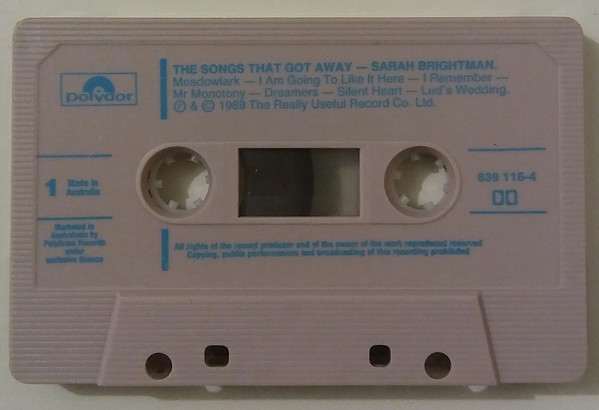 polydor
THE SONGS THAT GOT AWAY — SARAH BRIGHTMAN.
Meadowlark — I Am Going To Like It Here — I Remember —
Mr Monotony — Dreamers — Silent Heart — Lud's Wedding.
Ⓟ & © 1989 The Really Useful Record Co. Ltd.
1 Made in
Australia
839 116-4
Marketed in
Australasia by
PolyGram Records
under
exclusive licence
All rights of the record producer and of the owner of the work reproduced reserved
Copying, public performances and broadcasting of this recording prohibited